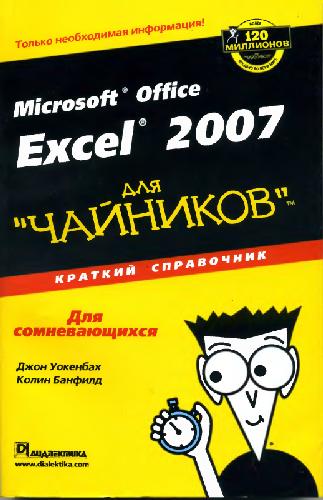 Только необходимая информация!
120
МИЛЛИОНОВ
Microsoft® Office
Excel® 2007
для
"ЧАЙНИКОВ"™
КРАТКИЙ СПРАВОЧНИК
Для
сомневающихся
Джон Уокенбах
Колин Банфилд
ДИАЛЕКТИКА
www.dialektika.com